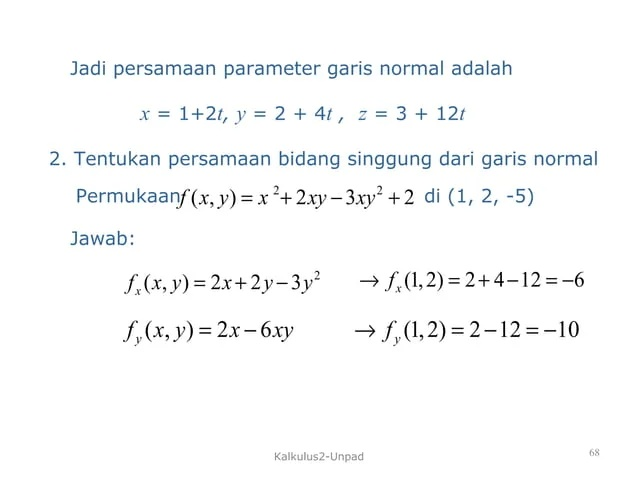 Jadi persamaan parameter garis normal adalah
x = 1+2t, y = 2 + 4t , z = 3 + 12t
2. Tentukan persamaan bidang singgung dari garis normal
Permukaan f(x, y) = x² + 2xy − 3xy² + 2 di (1, 2, -5)
Jawab:
fₓ(x, y) = 2x + 2y − 3y² → fₓ(1, 2) = 2 + 4 − 12 = −6
f_y(x, y) = 2x − 6xy → f_y(1, 2) = 2 − 12 = −10
Kalkulus2-Unpad
68